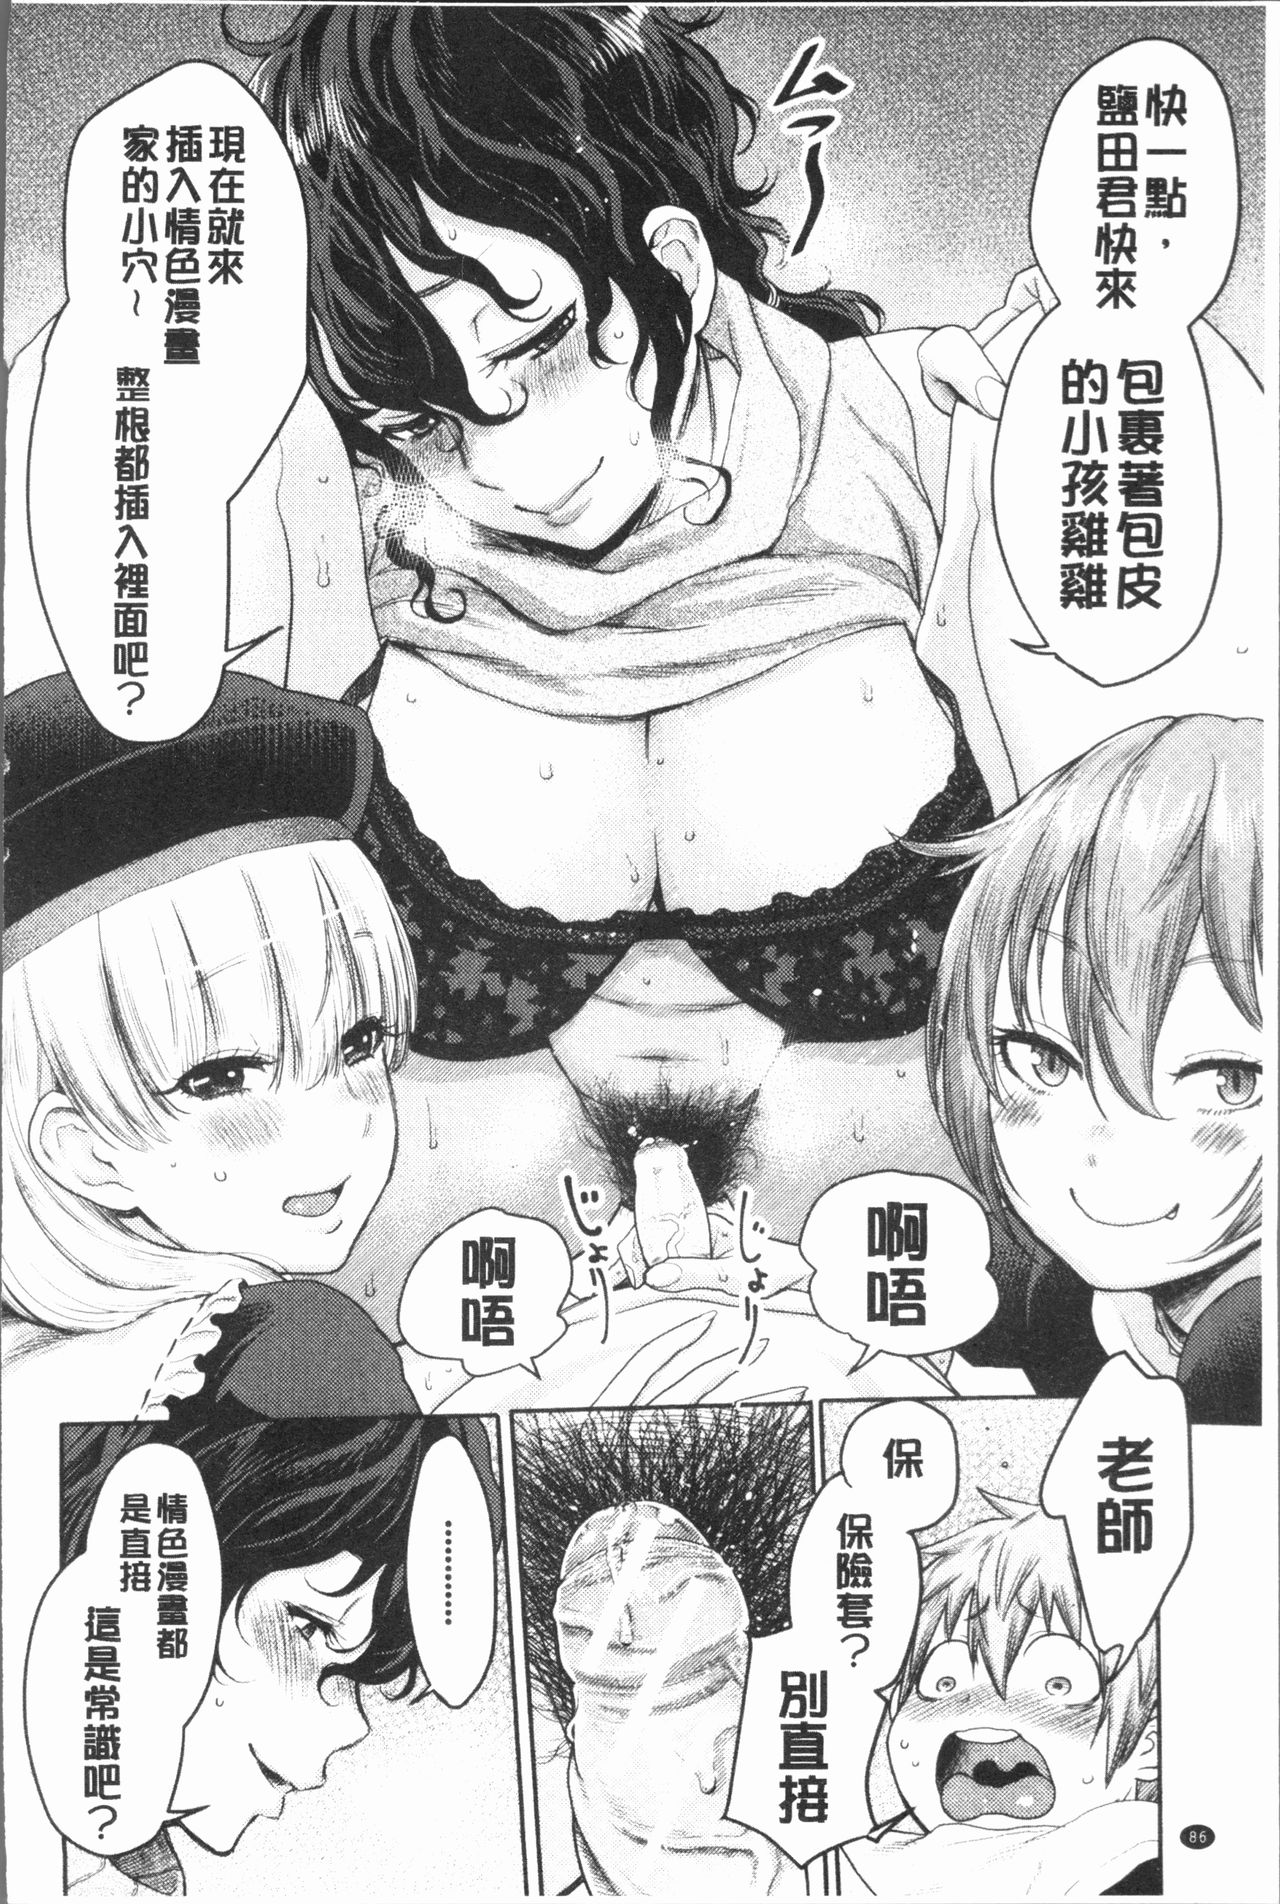 快一點，
鹽田君快來
包裹著包皮
的小孩雞雞
ムつ〜
現在就來
插入情色漫畫
家的小穴～
整根都插入裡面吧？
啊唔
じょり
じょり
啊唔
老師
保
保險套？
別直接
………
情色漫畫都
是直接
這是常識吧？
86